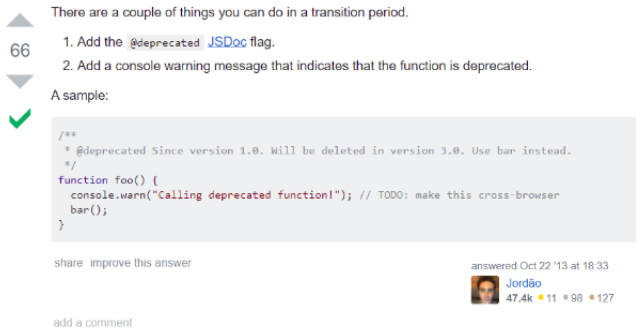 There are a couple of things you can do in a transition period.
66
1. Add the @deprecated JSDoc flag.
2. Add a console warning message that indicates that the function is deprecated.
A sample:
/**
 * @deprecated Since version 1.0. Will be deleted in version 3.0. Use bar instead.
 */
function foo() {
  console.warn("Calling deprecated function!"); // TODO: make this cross-browser
  bar();
}
share improve this answer
answered Oct 22 '13 at 18:33
Jordão
47.4k 11 98 127
add a comment